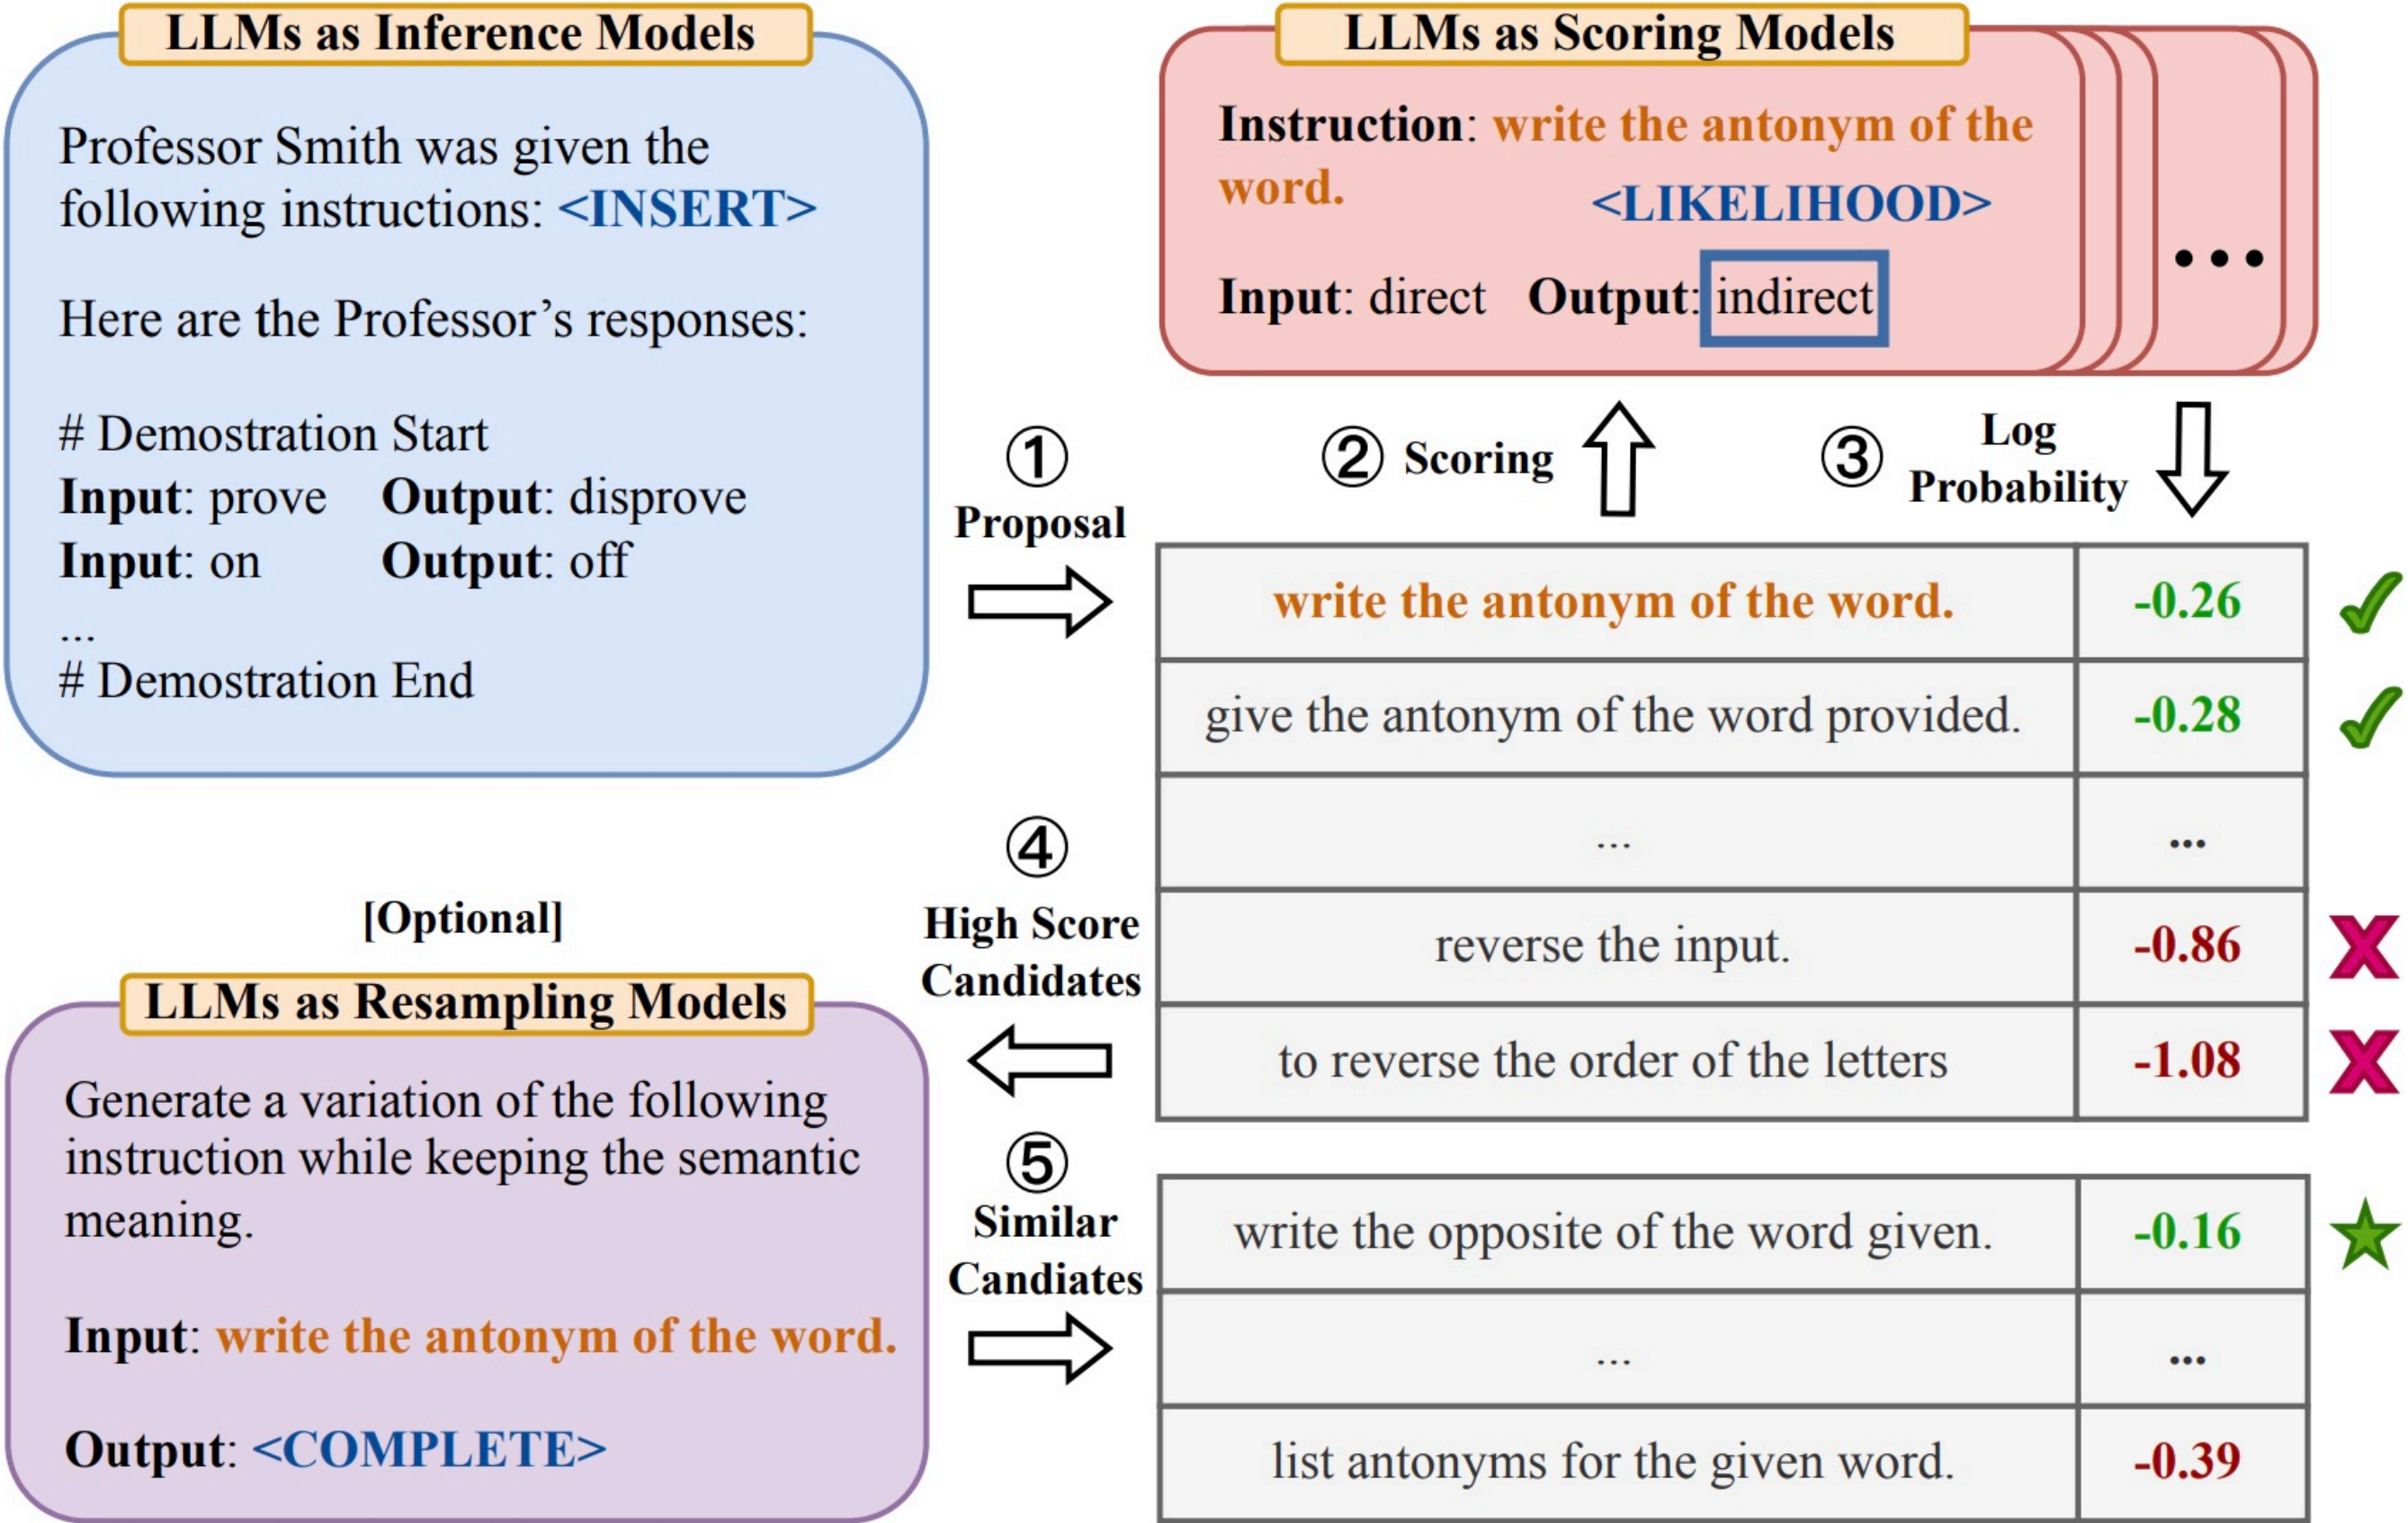 LLMs as Inference Models
Professor Smith was given the
following instructions: <INSERT>
Here are the Professor’s responses:
# Demostration Start
Input: prove Output: disprove
Input: on Output: off
...
# Demostration End
LLMs as Scoring Models
Instruction: write the antonym of the
word.
<LIKELIHOOD>
Input: direct Output: indirect
...
① Proposal
② Scoring
③ Log
Probability
write the antonym of the word. -0.26
give the antonym of the word provided. -0.28
... ...
reverse the input. -0.86
to reverse the order of the letters -1.08
④
High Score
Candidates
[Optional]
LLMs as Resampling Models
Generate a variation of the following
instruction while keeping the semantic
meaning.
Input: write the antonym of the word.
Output: <COMPLETE>
⑤
Similar
Candiates
write the opposite of the word given. -0.16
... ...
list antonyms for the given word. -0.39